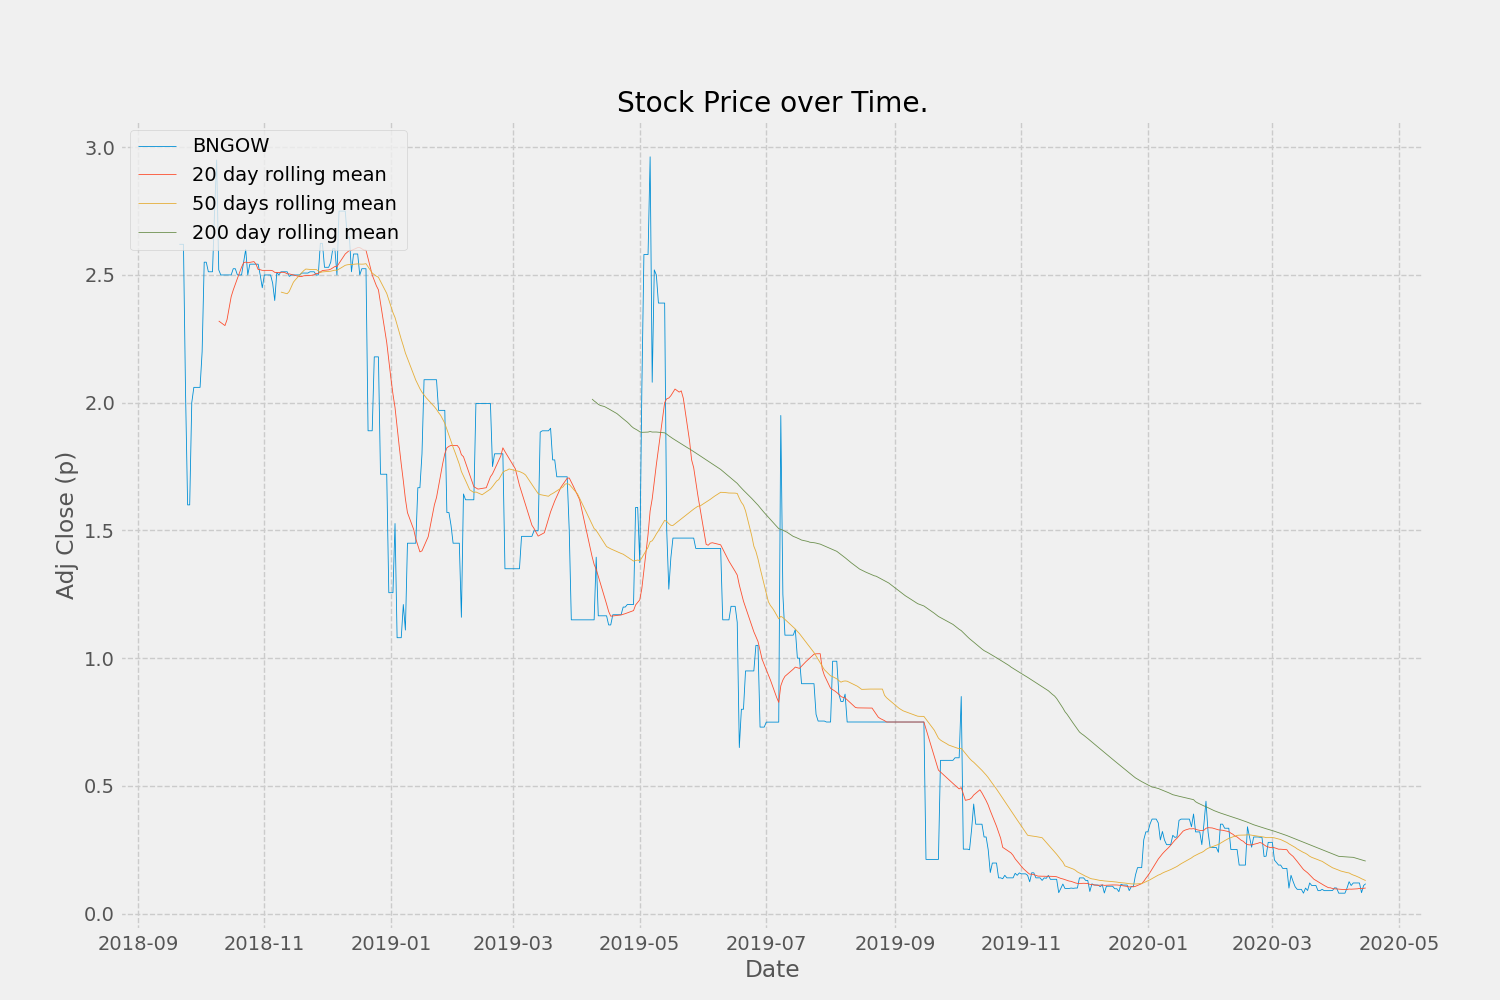 Stock Price over Time.
BNGOW
20 day rolling mean
50 days rolling mean
200 day rolling mean
Adj Close (p)
3.0
2.5
2.0
1.5
1.0
0.5
0.0
2018-09 2018-11 2019-01 2019-03 2019-05 2019-07 2019-09 2019-11 2020-01 2020-03 2020-05
Date